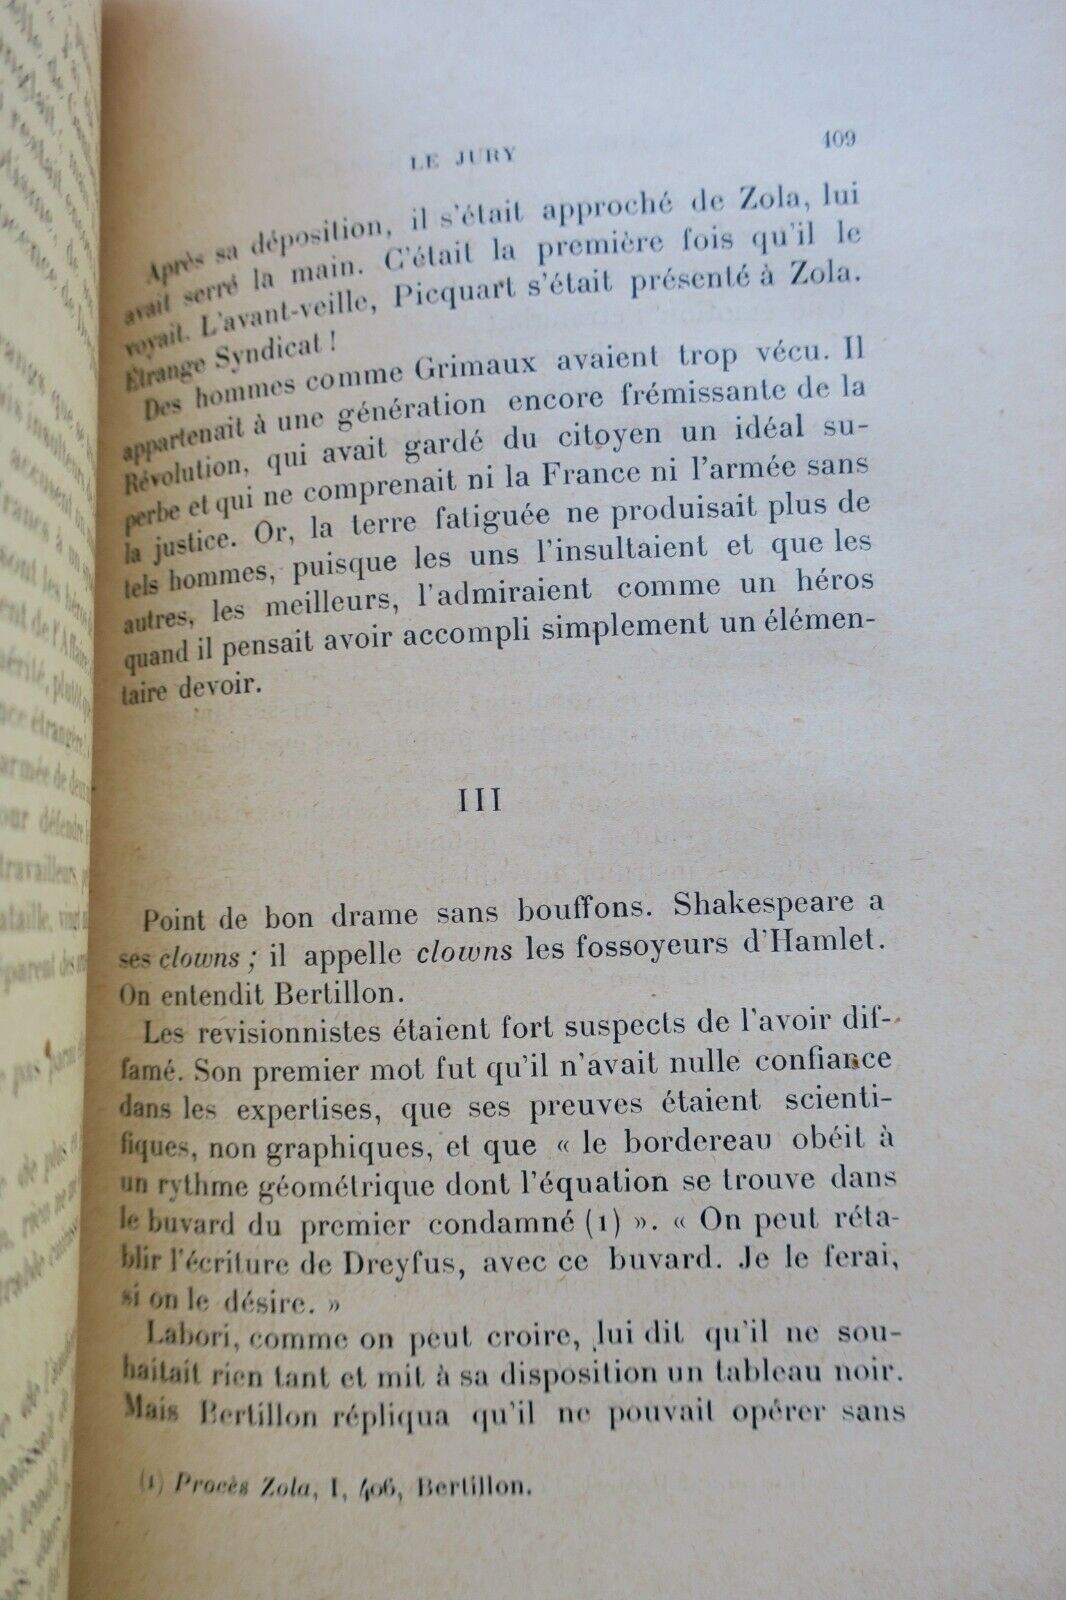 LE JURY 409
Après sa déposition, il s'était approché de Zola, lui
avait serré la main. C'était la première fois qu'il le
voyait. L'avant-veille, Picquart s'était présenté à Zola.
Étrange Syndicat !
Des hommes comme Grimaux avaient trop vécu. Il
appartenait à une génération encore frémissante de la
Révolution, qui avait gardé du citoyen un idéal su-
perbe et qui ne comprenait ni la France ni l'armée sans
la justice. Or, la terre fatiguée ne produisait plus de
tels hommes, puisque les uns l'insultaient et que les
autres, les meilleurs, l'admiraient comme un héros
quand il pensait avoir accompli simplement un élémen-
taire devoir.
III
Point de bon drame sans bouffons. Shakespeare a
ses clowns ; il appelle clowns les fossoyeurs d'Hamlet.
On entendit Bertillon.
Les revisionnistes étaient fort suspects de l'avoir dif-
famé. Son premier mot fut qu'il n'avait nulle confiance
dans les expertises, que ses preuves étaient scienti-
fiques, non graphiques, et que « le bordereau obéit à
un rythme géométrique dont l'équation se trouve dans
le buvard du premier condamné (1) ». « On peut réta-
blir l'écriture de Dreyfus, avec ce buvard. Je le ferai,
si on le désire. »
Labori, comme on peut croire, lui dit qu'il ne sou-
haitait rien tant et mit à sa disposition un tableau noir.
Mais Bertillon répliqua qu'il ne pouvait opérer sans
(1) Procès Zola, I, 406, Bertillon.